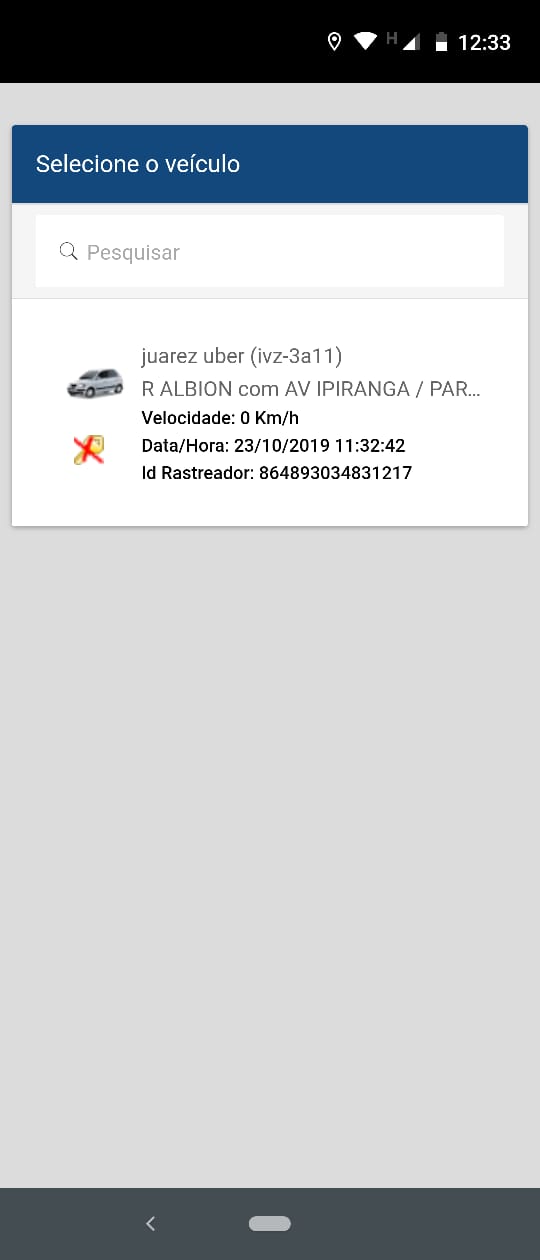 H 12:33
Selecione o veículo
Pesquisar
juarez uber (ivz-3a11)
R ALBION com AV IPIRANGA / PAR...
Velocidade: 0 Km/h
Data/Hora: 23/10/2019 11:32:42
Id Rastreador: 864893034831217